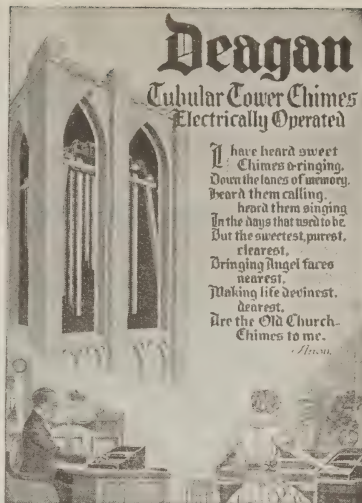 Deagan
Tubular Tower Chimes
Electrically Operated
I have heard sweet
Chimes a-ringing.
Down the lanes of memory.
Heard them calling.
heard them singing
In the days that used to be.
But the sweetest, purest,
clearest,
Bringing Angel faces
nearest,
Making life devinest,
dearest,
Are the Old Church-
Chimes to me.
Anon.